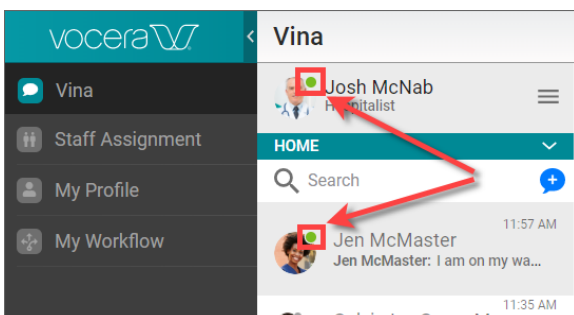 vocera
Vina
Staff Assignment
My Profile
My Workflow
Vina
Josh McNab
Hospitalist
HOME
Search
11:57 AM
Jen McMaster
Jen McMaster: I am on my wa...
11:35 AM